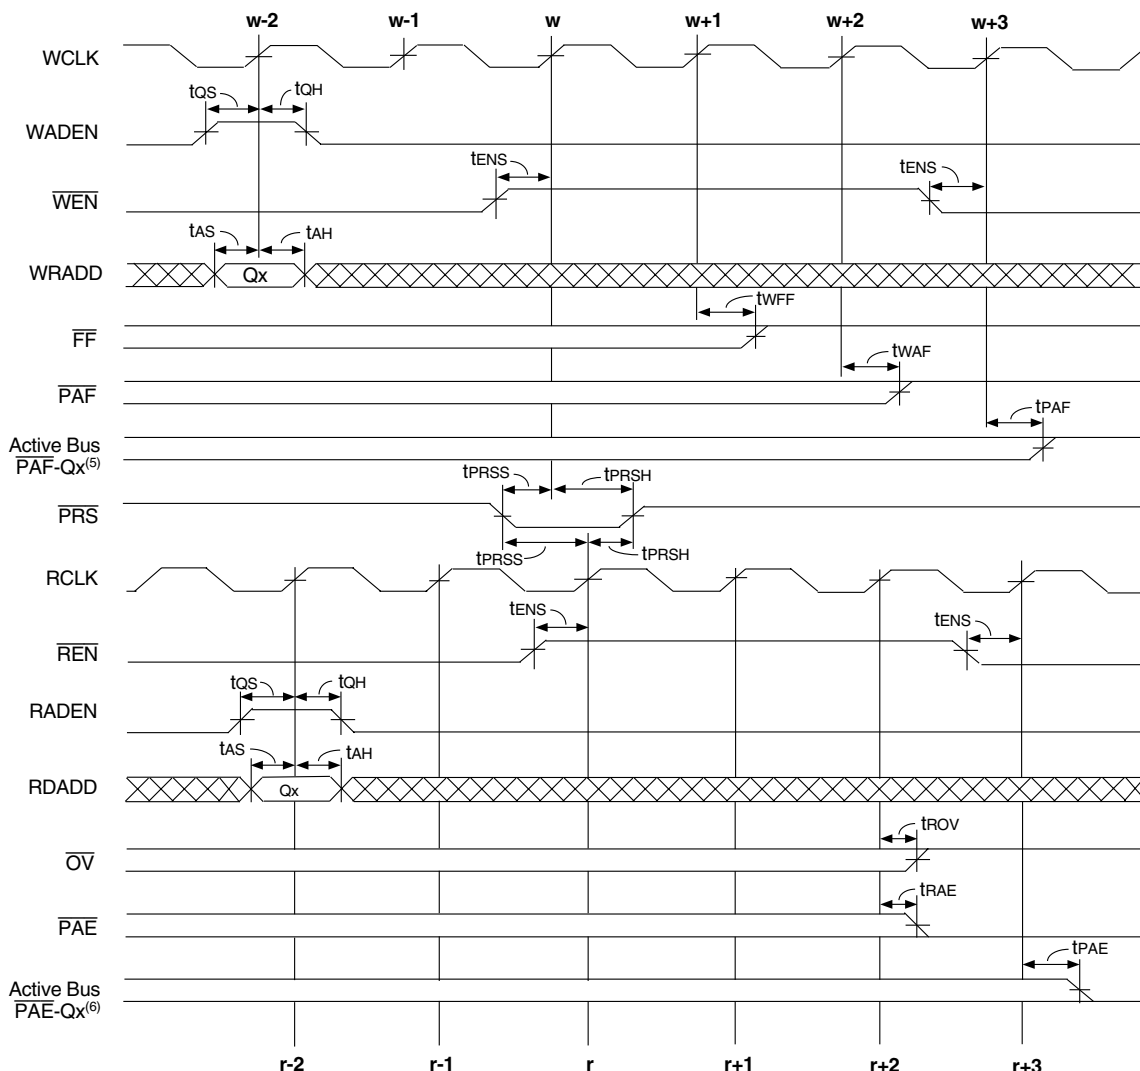 w-2 w-1 w w+1 w+2 w+3
WCLK
tQS tQH
WADEN
tENS tENS
WEN
tAS tAH
WRADD Qx
tWFF
FF
tWAF
PAF
tPAF
Active Bus
PAF-Qx(5)
tPRSS tPRSH
PRS
tPRSS tPRSH
RCLK
tENS tENS
REN
tQS tQH
RADEN
tAS tAH
RDADD Qx
tROV
OV
tRAE
PAE
tPAE
Active Bus
PAE-Qx(6)
r-2 r-1 r r+1 r+2 r+3